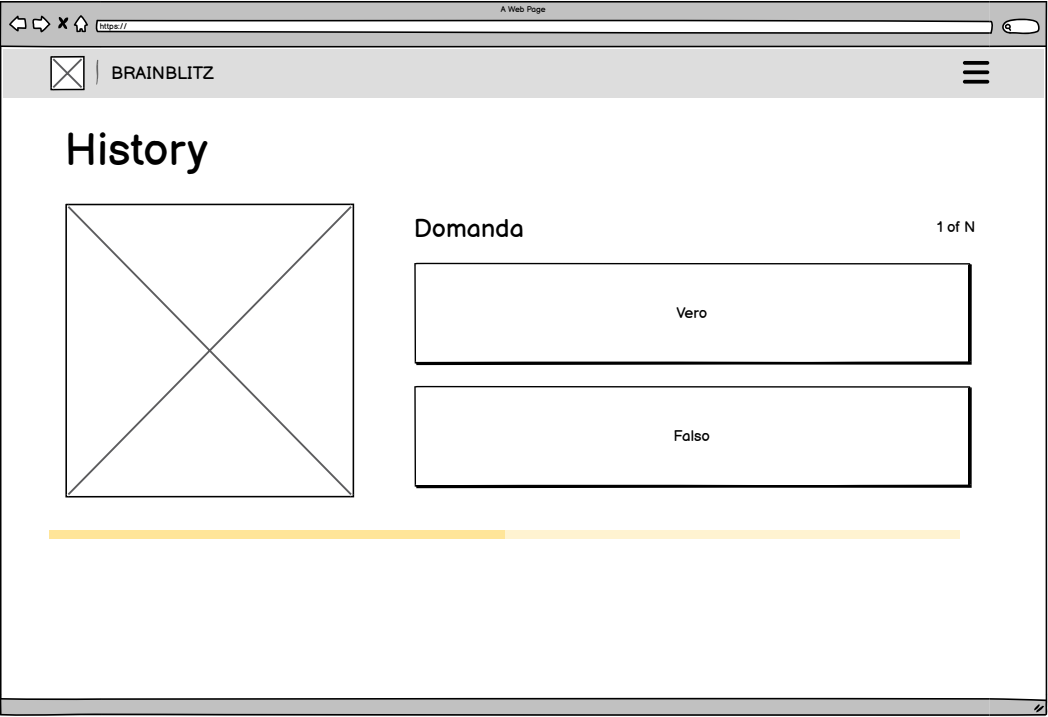 A Web Page
https://
BRAINBLITZ
History
Domanda
1 of N
Vero
Falso